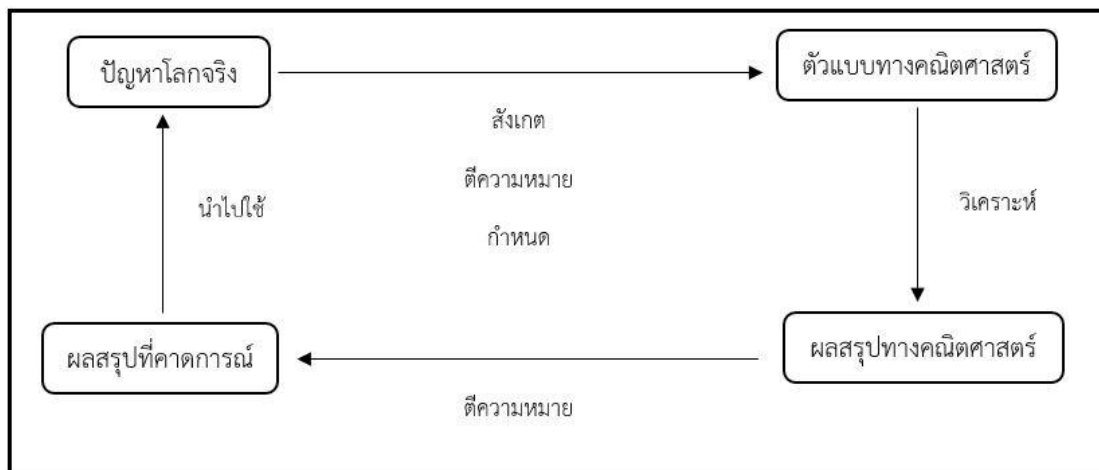 ปัญหาโลกจริง
ตัวแบบทางคณิตศาสตร์
สังเกต
ตีความหมาย
กำหนด
นำไปใช้
วิเคราะห์
ผลสรุปที่คาดการณ์
ผลสรุปทางคณิตศาสตร์
ตีความหมาย